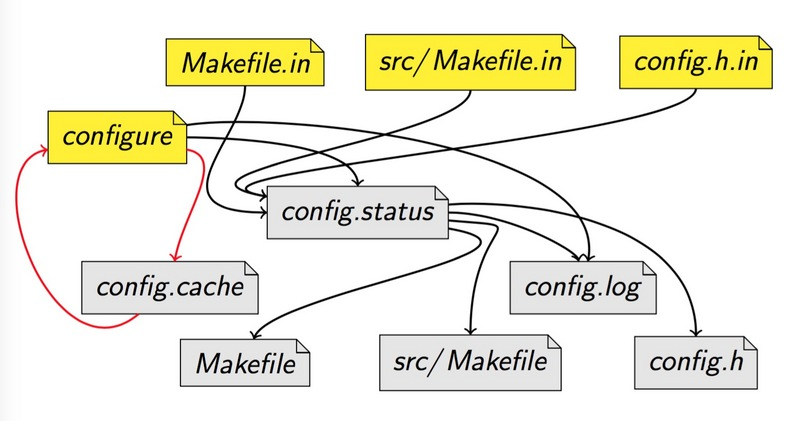 Makefile.in
src/Makefile.in
config.h.in
configure
config.status
config.cache
config.log
Makefile
src/Makefile
config.h